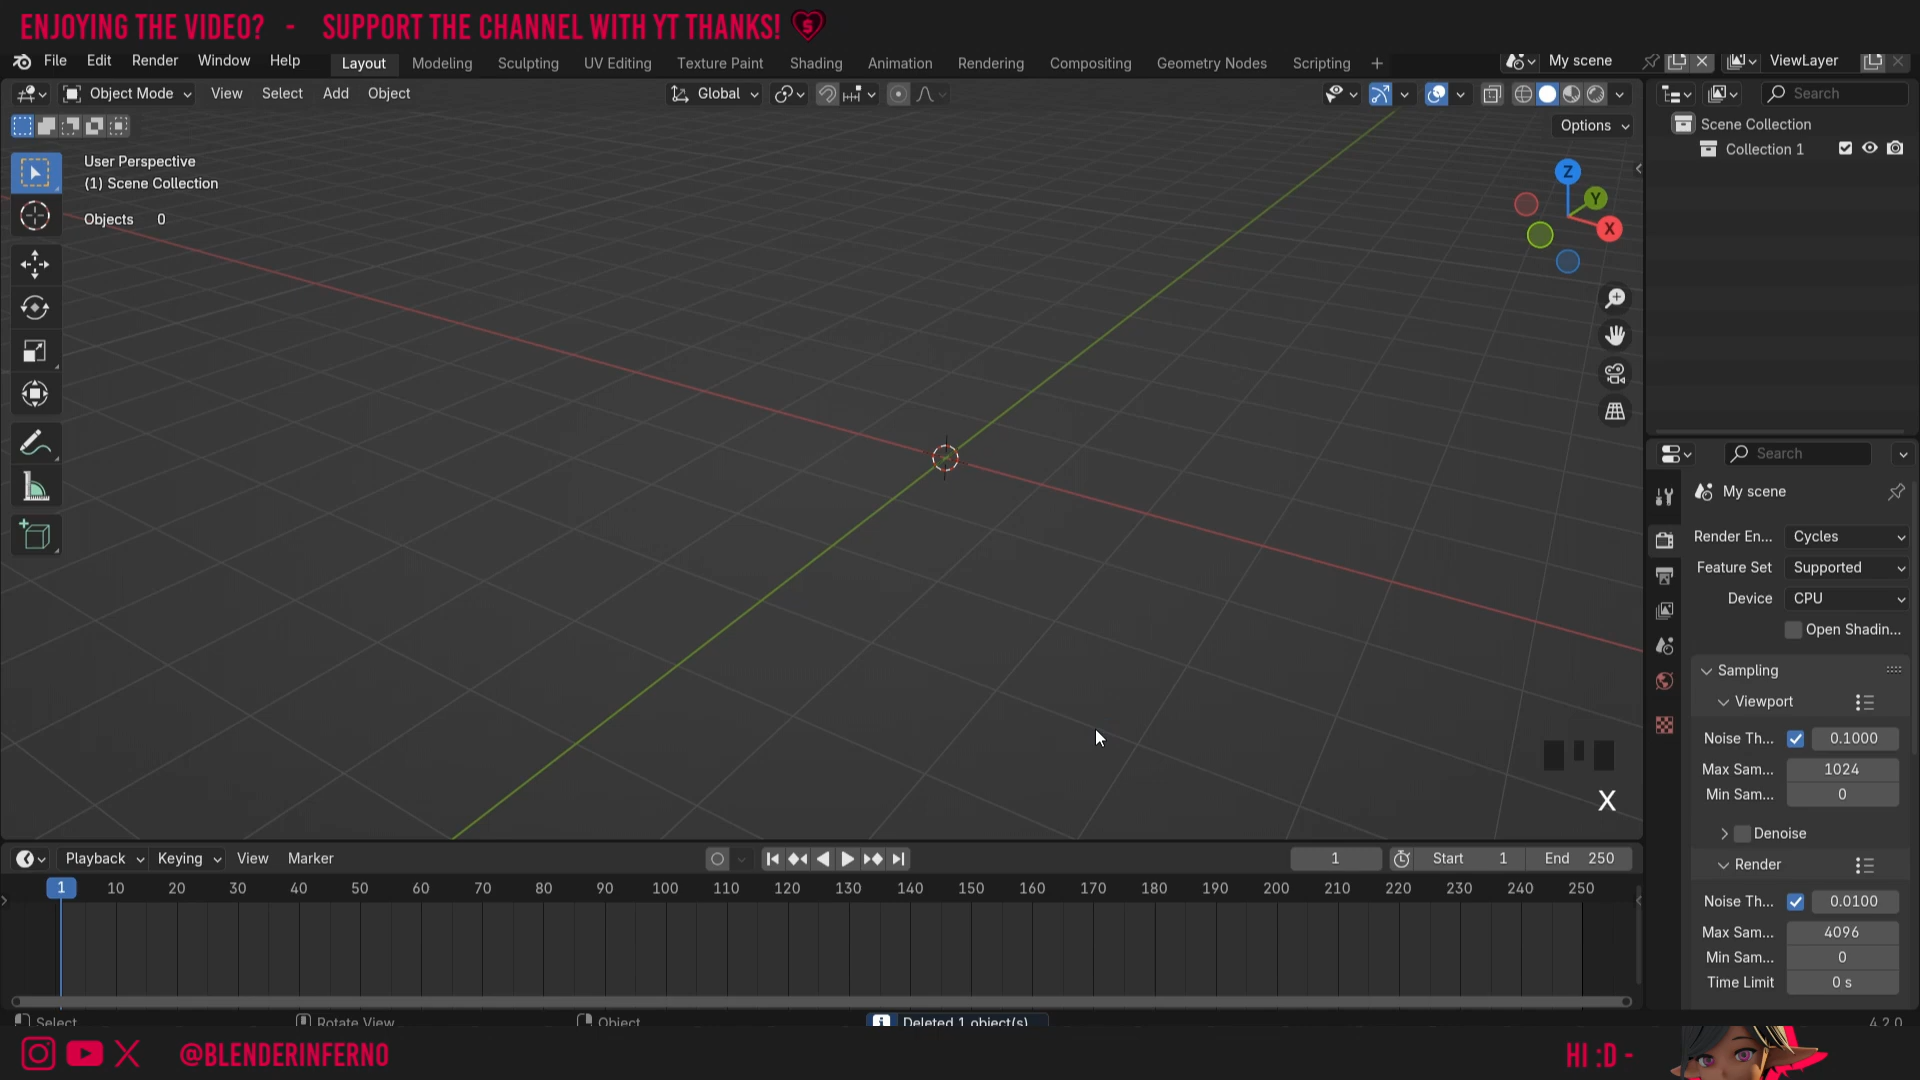 ENJOYING THE VIDEO? - SUPPORT THE CHANNEL WITH YT THANKS!
File Edit Render Window Help Layout Modeling Sculpting UV Editing Texture Paint Shading Animation Rendering Compositing Geometry Nodes Scripting + My scene ViewLayer
Object Mode View Select Add Object Global Search
Options
User Perspective
(1) Scene Collection
Objects 0
Z
Y
X
Scene Collection
Collection 1
Search
My scene
Render En... Cycles
Feature Set Supported
Device CPU
Open Shadin...
Sampling
Viewport
Noise Th... 0.1000
Max Sam... 1024
Min Sam... 0
Denoise
Render
Noise Th... 0.0100
Max Sam... 4096
Min Sam... 0
Time Limit 0 s
X
Playback Keying View Marker 1 Start 1 End 250
1 10 20 30 40 50 60 70 80 90 100 110 120 130 140 150 160 170 180 190 200 210 220 230 240 250
Select Rotate View Object Deleted 1 object(s) 4.2.0
@BLENDERINFERNO
HI :D -